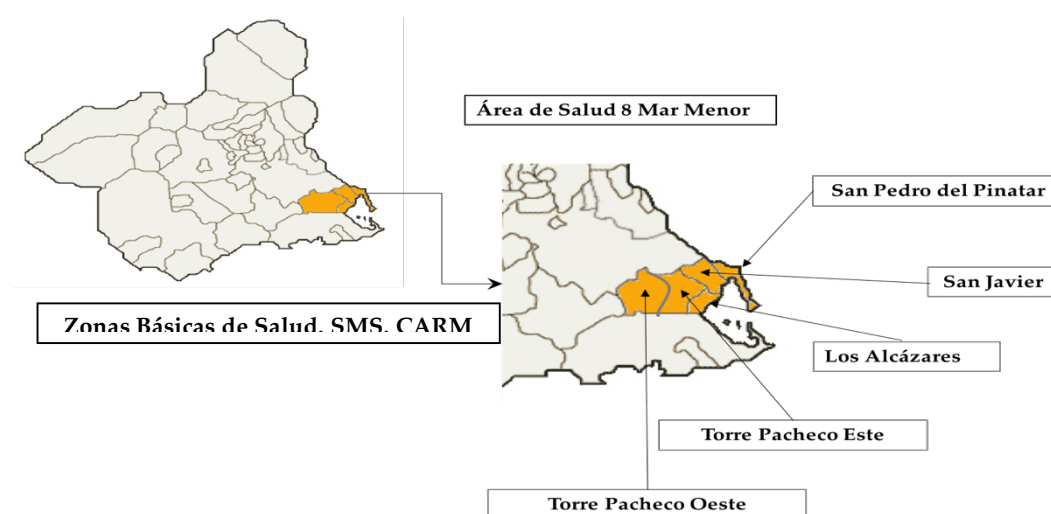 Área de Salud 8 Mar Menor
San Pedro del Pinatar
San Javier
Zonas Básicas de Salud. SMS. CARM
Los Alcázares
Torre Pacheco Este
Torre Pacheco Oeste